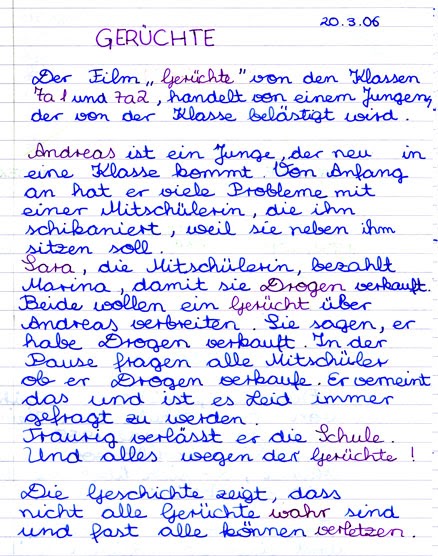 20.3.06
GERÜCHTE
Der Film „Gerüchte" von den Klassen
7a1 und 7a2, handelt von einem Jungen,
der von der Klasse belästigt wird.
Andreas ist ein Junge, der neu in
eine Klasse kommt. Von Anfang
an hat er viele Probleme mit
einer Mitschülerin, die ihn
schikaniert, weil sie neben ihm
sitzen soll.
Sara, die Mitschülerin, bezahlt
Marina, damit sie Drogen verkauft.
Beide wollen ein Gerücht über
Andreas verbreiten. Sie sagen, er
habe Drogen verkauft. In der
Pause fragen alle Mitschüler
ob er Drogen verkaufe. Er verneint
das und ist es Leid immer
gefragt zu werden.
Traurig verlässt er die Schule.
Und alles wegen der Gerüchte!
Die Geschichte zeigt, dass
nicht alle Gerüchte wahr sind
und fast alle können verletzen.